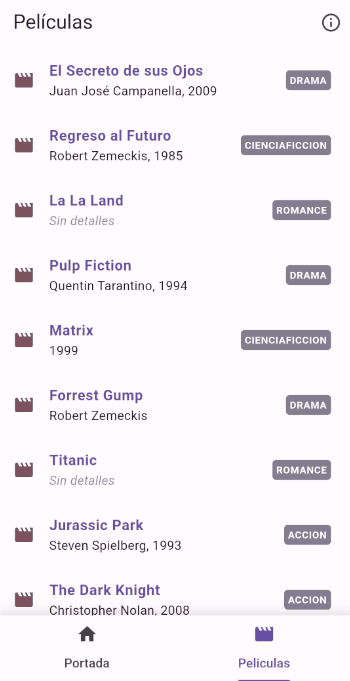 Películas
El Secreto de sus Ojos
DRAMA
Juan José Campanella, 2009
Regreso al Futuro
CIENCIAFICCION
Robert Zemeckis, 1985
La La Land
ROMANCE
Sin detalles
Pulp Fiction
DRAMA
Quentin Tarantino, 1994
Matrix
CIENCIAFICCION
1999
Forrest Gump
DRAMA
Robert Zemeckis
Titanic
ROMANCE
Sin detalles
Jurassic Park
ACCION
Steven Spielberg, 1993
The Dark Knight
ACCION
Christopher Nolan, 2008
Portada
Peliculas